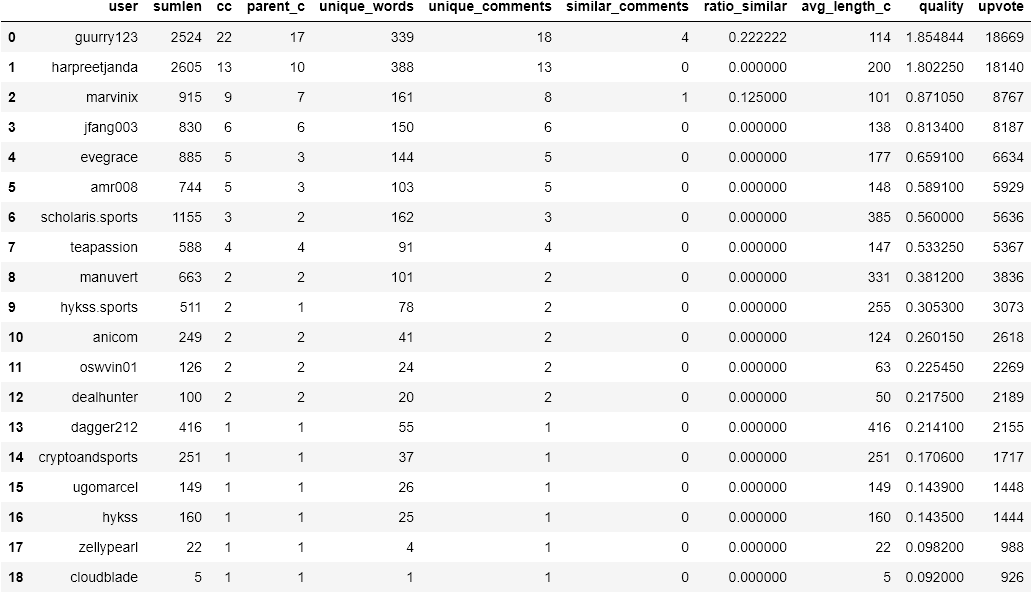 user sumlen cc parent_c unique_words unique_comments similar_comments ratio_similar avg_length_c quality upvote
0 guurry123 2524 22 17 339 18 4 0.222222 114 1.854844 18669
1 harpreetjanda 2605 13 10 388 13 0 0.000000 200 1.802250 18140
2 marvinix 915 9 7 161 8 1 0.125000 101 0.871050 8767
3 jfang003 830 6 6 150 6 0 0.000000 138 0.813400 8187
4 evegrace 885 5 3 144 5 0 0.000000 177 0.659100 6634
5 amr008 744 5 3 103 5 0 0.000000 148 0.589100 5929
6 scholaris.sports 1155 3 2 162 3 0 0.000000 385 0.560000 5636
7 teapassion 588 4 4 91 4 0 0.000000 147 0.533250 5367
8 manuvert 663 2 2 101 2 0 0.000000 331 0.381200 3836
9 hykss.sports 511 2 1 78 2 0 0.000000 255 0.305300 3073
10 anicom 249 2 2 41 2 0 0.000000 124 0.260150 2618
11 oswvin01 126 2 2 24 2 0 0.000000 63 0.225450 2269
12 dealhunter 100 2 2 20 2 0 0.000000 50 0.217500 2189
13 dagger212 416 1 1 55 1 0 0.000000 416 0.214100 2155
14 cryptoandsports 251 1 1 37 1 0 0.000000 251 0.170600 1717
15 ugomarcel 149 1 1 26 1 0 0.000000 149 0.143900 1448
16 hykss 160 1 1 25 1 0 0.000000 160 0.143500 1444
17 zellypearl 22 1 1 4 1 0 0.000000 22 0.098200 988
18 cloudblade 5 1 1 1 1 0 0.000000 5 0.092000 926